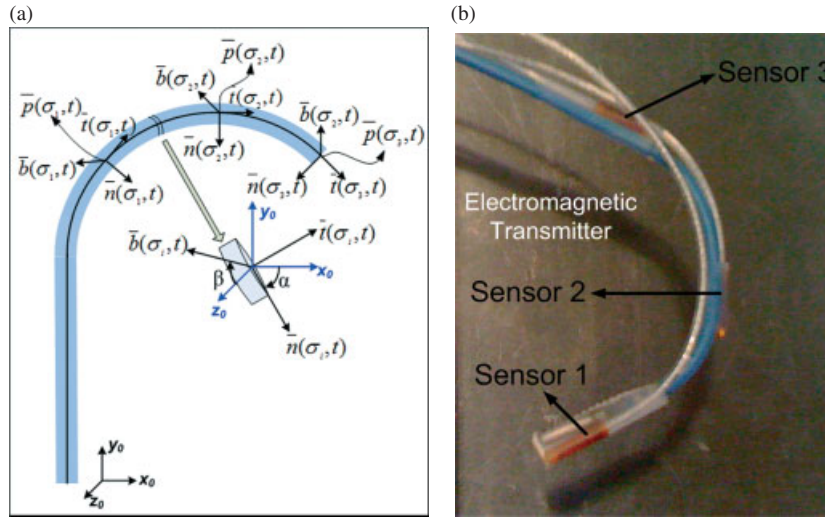 (a)
(b)
p̄(σ₂,t)
b̄(σ₂,t)
t̄(σ₂,t)
n̄(σ₂,t)
p̄(σ₁,t)
t̄(σ₁,t)
b̄(σ₁,t)
n̄(σ₁,t)
b̄(σ₂,t)
p̄(σ₃,t)
n̄(σ₃,t)
t̄(σ₃,t)
y₀
b̄(σᵢ,t)
t̄(σᵢ,t)
β
α
x₀
z₀
n̄(σᵢ,t)
y₀
x₀
z₀
Sensor 3
Electromagnetic
Transmitter
Sensor 2
Sensor 1